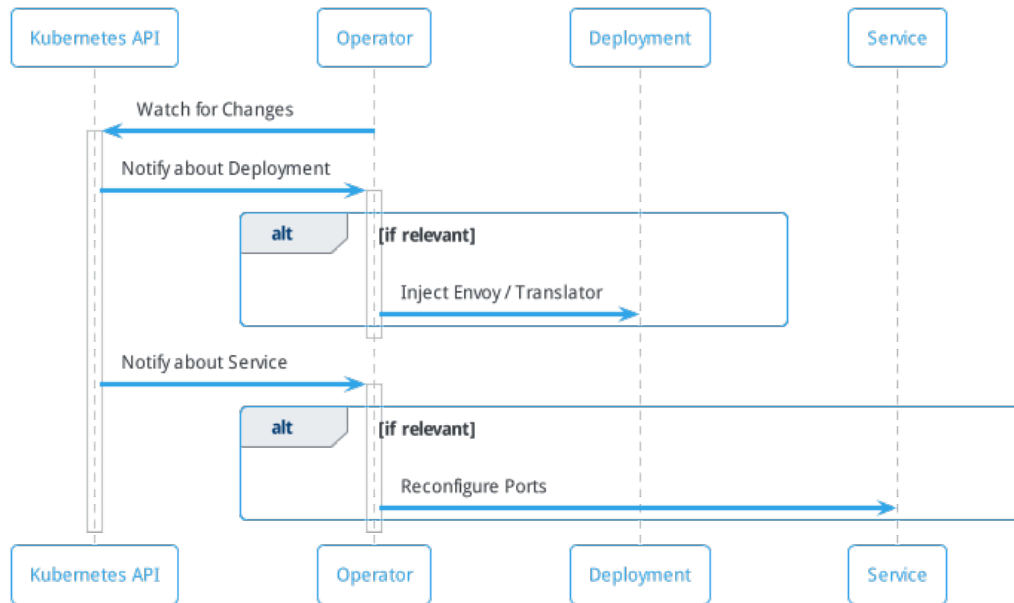 Kubernetes API
Operator
Deployment
Service
Watch for Changes
Notify about Deployment
alt
[if relevant]
Inject Envoy / Translator
Notify about Service
alt
[if relevant]
Reconfigure Ports
Kubernetes API
Operator
Deployment
Service